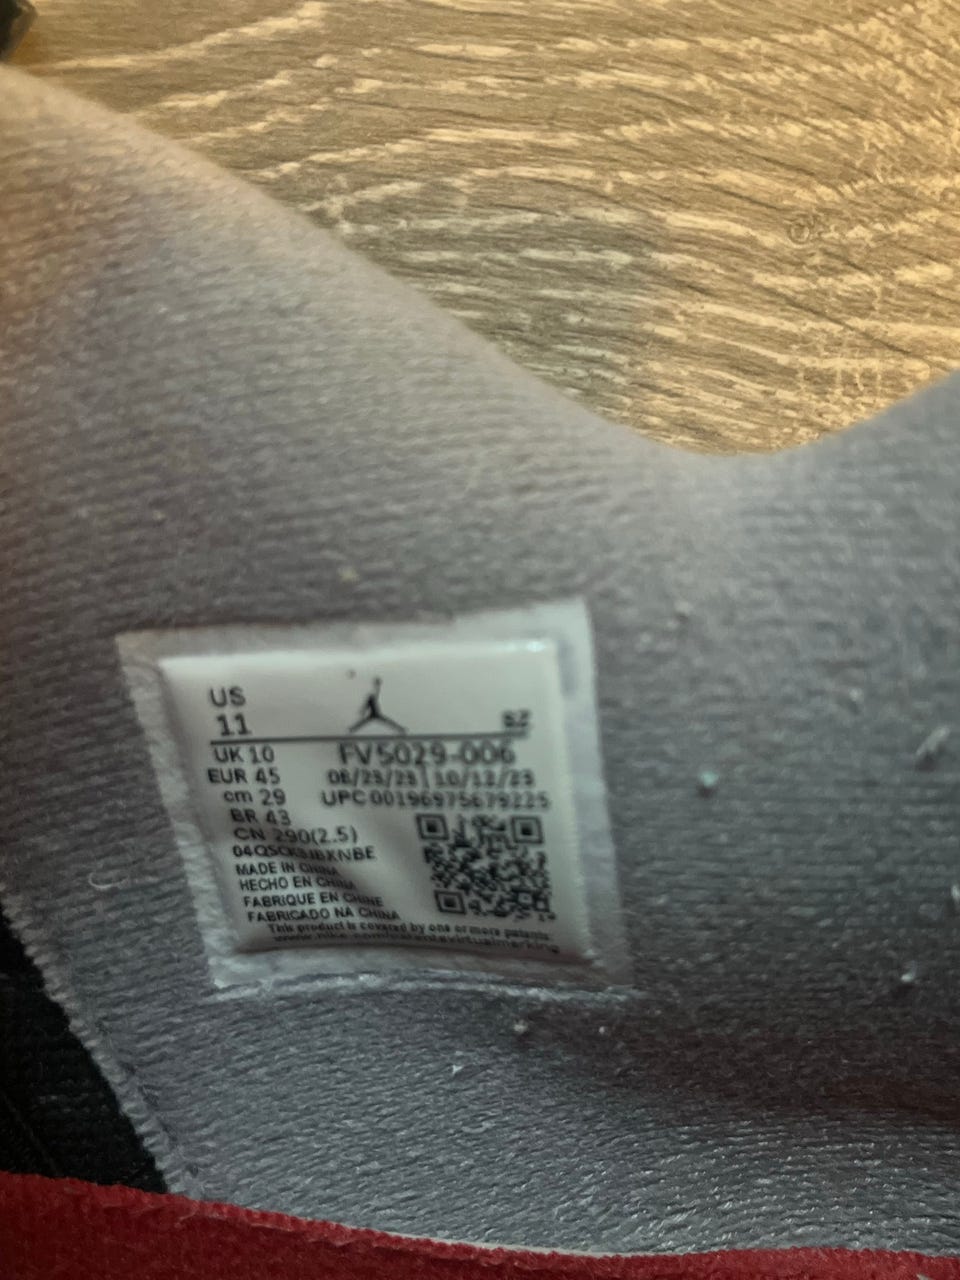 US
11
BZ
UK 10
FV5029-006
EUR 45
08/23/23 10/12/23
cm 29
UPC 00196975679225
BR 43
CN 290(2.5)
MADE IN CHINA
HECHO EN CHINA
FABRIQUE EN CHINE
FABRICADO NA CHINA
This product is covered by one or more patents